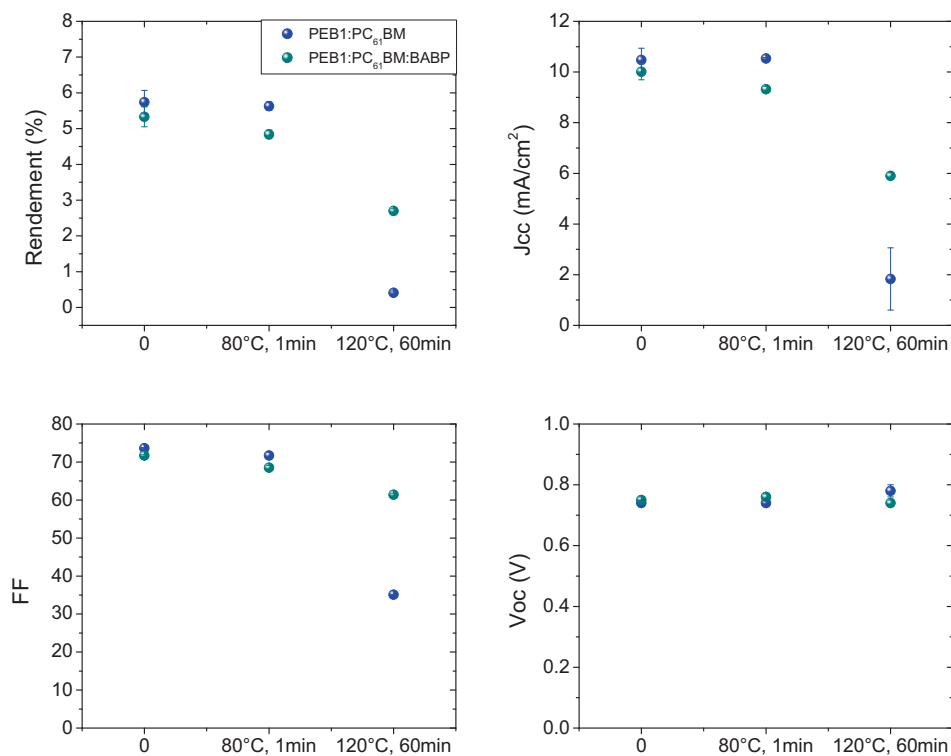 8
7
6
5
4
3
2
1
0
Rendement (%)
PEB1:PC₆₁BM
PEB1:PC₆₁BM:BABP
0
80°C, 1min
120°C, 60min
12
10
8
6
4
2
0
Jcc (mA/cm²)
0
80°C, 1min
120°C, 60min
80
70
60
50
40
30
20
10
0
FF
0
80°C, 1min
120°C, 60min
1.0
0.8
0.6
0.4
0.2
0.0
Voc (V)
0
80°C, 1min
120°C, 60min